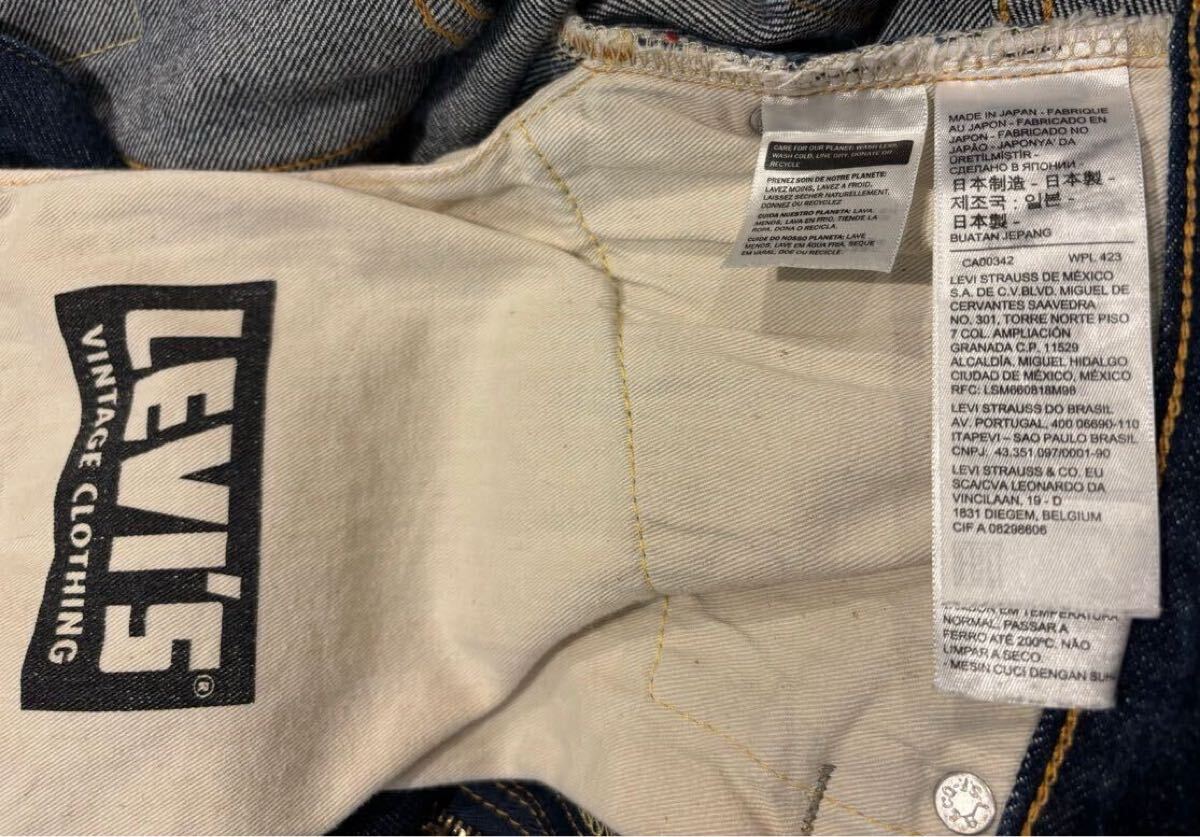 LEVI'S®
VINTAGE CLOTHING
CARE FOR OUR PLANET: WASH LESS,
WASH COLD, LINE DRY, DONATE OR
RECYCLE
PRENEZ SOIN DE NOTRE PLANETE:
LAVEZ MOINS, LAVEZ A FROID,
LAISSEZ SÉCHER NATURELLEMENT,
DONNEZ OU RECYCLEZ
CUIDA NUESTRO PLANETA: LAVA
MENOS, LAVA EN FRIO, TIENDE LA
ROPA, DONA O RECICLA.
CUIDE DO NOSSO PLANETA: LAVE
MENOS, LAVE EM ÁGUA FRIA, SEQUE
EM VARAL, DOE OU RECICLE.
MADE IN JAPAN - FABRIQUE
AU JAPON - FABRICADO EN
JAPON - FABRICADO NO
JAPÃO - JAPONYA' DA
ÜRETILMİŞTİR -
СДЕЛАНО В ЯПОНИИ -
日本制造 - 日本製 -
제조국 : 일본 -
日本製 -
BUATAN JEPANG
CA00342 WPL 423
LEVI STRAUSS DE MÉXICO
S.A. DE C.V.BLVD. MIGUEL DE
CERVANTES SAAVEDRA
NO. 301, TORRE NORTE PISO
7 COL. AMPLIACIÓN
GRANADA C.P. 11529
ALCALDÍA. MIGUEL HIDALGO
CIUDAD DE MÉXICO, MÉXICO
RFC: LSM660818M98
LEVI STRAUSS DO BRASIL
AV. PORTUGAL, 400 06690-110
ITAPEVI – SAO PAULO BRASIL
CNPJ: 43.351.097/0001-90
LEVI STRAUSS & CO. EU
SCA/CVA LEONARDO DA
VINCILAAN, 19 - D
1831 DIEGEM, BELGIUM
CIF A 08298606
EM TEMPERATURA
NORMAL, PASSAR A
FERRO ATÉ 200ºC. NÃO
LIMPAR A SECO.
- MESIN CUCI DENGAN